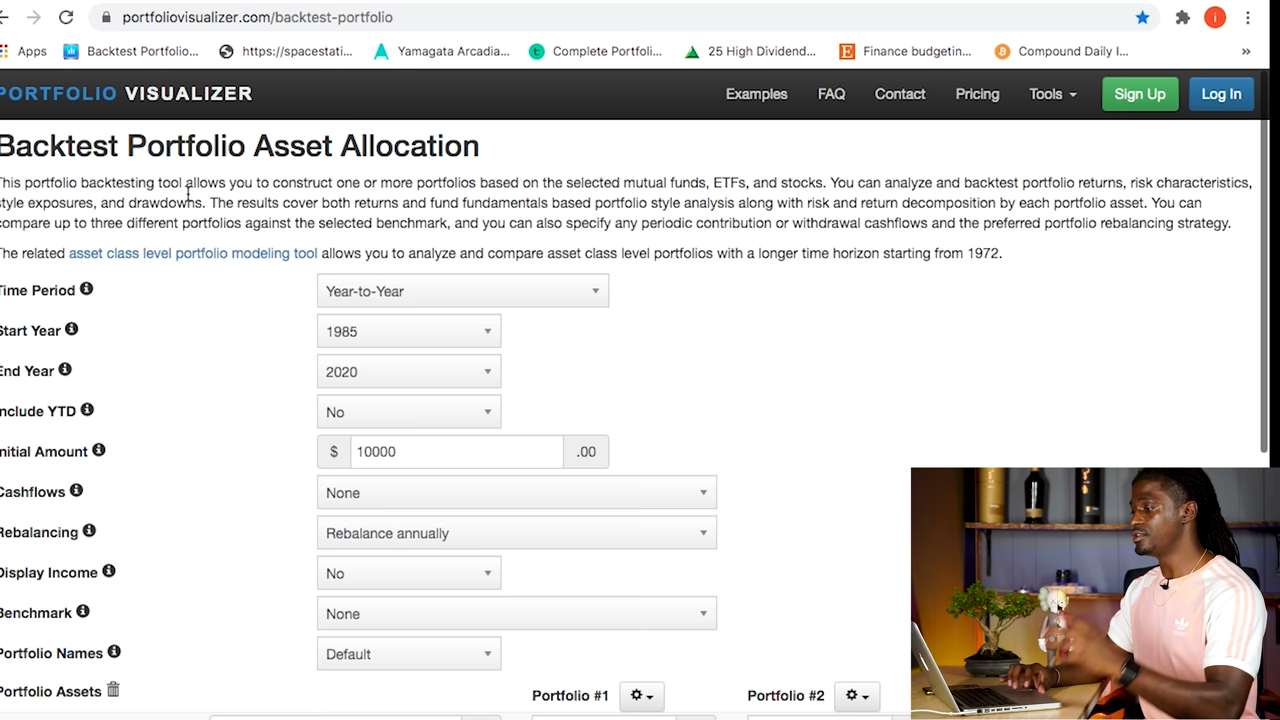 portfoliovisualizer.com/backtest-portfolio
i
Apps Backtest Portfolio... https://spacestati... Yamagata Arcadia... Complete Portfoli... 25 High Dividend... Finance budgetin... Compound Daily I... »
PORTFOLIO VISUALIZER Examples FAQ Contact Pricing Tools Sign Up Log In
Backtest Portfolio Asset Allocation
This portfolio backtesting tool allows you to construct one or more portfolios based on the selected mutual funds, ETFs, and stocks. You can analyze and backtest portfolio returns, risk characteristics,
style exposures, and drawdowns. The results cover both returns and fund fundamentals based portfolio style analysis along with risk and return decomposition by each portfolio asset. You can
compare up to three different portfolios against the selected benchmark, and you can also specify any periodic contribution or withdrawal cashflows and the preferred portfolio rebalancing strategy.
The related asset class level portfolio modeling tool allows you to analyze and compare asset class level portfolios with a longer time horizon starting from 1972.
Time Period Year-to-Year
Start Year 1985
End Year 2020
Include YTD No
Initial Amount $ 10000 .00
Cashflows None
Rebalancing Rebalance annually
Display Income No
Benchmark None
Portfolio Names Default
Portfolio Assets Portfolio #1 Portfolio #2